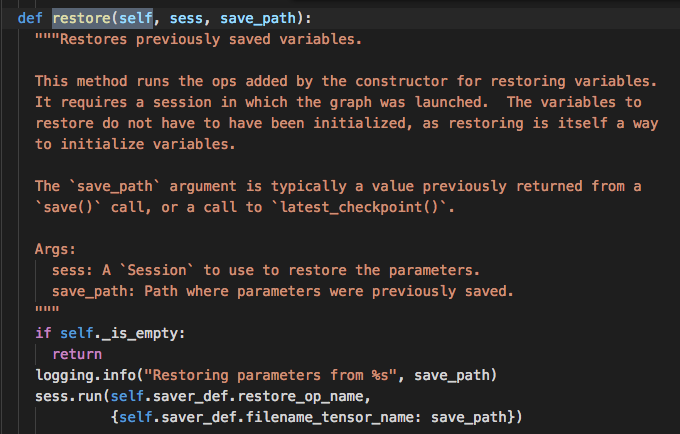 def restore(self, sess, save_path):
"""Restores previously saved variables.
This method runs the ops added by the constructor for restoring variables.
It requires a session in which the graph was launched.  The variables to
restore do not have to have been initialized, as restoring is itself a way
to initialize variables.
The `save_path` argument is typically a value previously returned from a
`save()` call, or a call to `latest_checkpoint()`.
Args:
sess: A `Session` to use to restore the parameters.
save_path: Path where parameters were previously saved.
"""
if self._is_empty:
return
logging.info("Restoring parameters from %s", save_path)
sess.run(self.saver_def.restore_op_name,
{self.saver_def.filename_tensor_name: save_path})